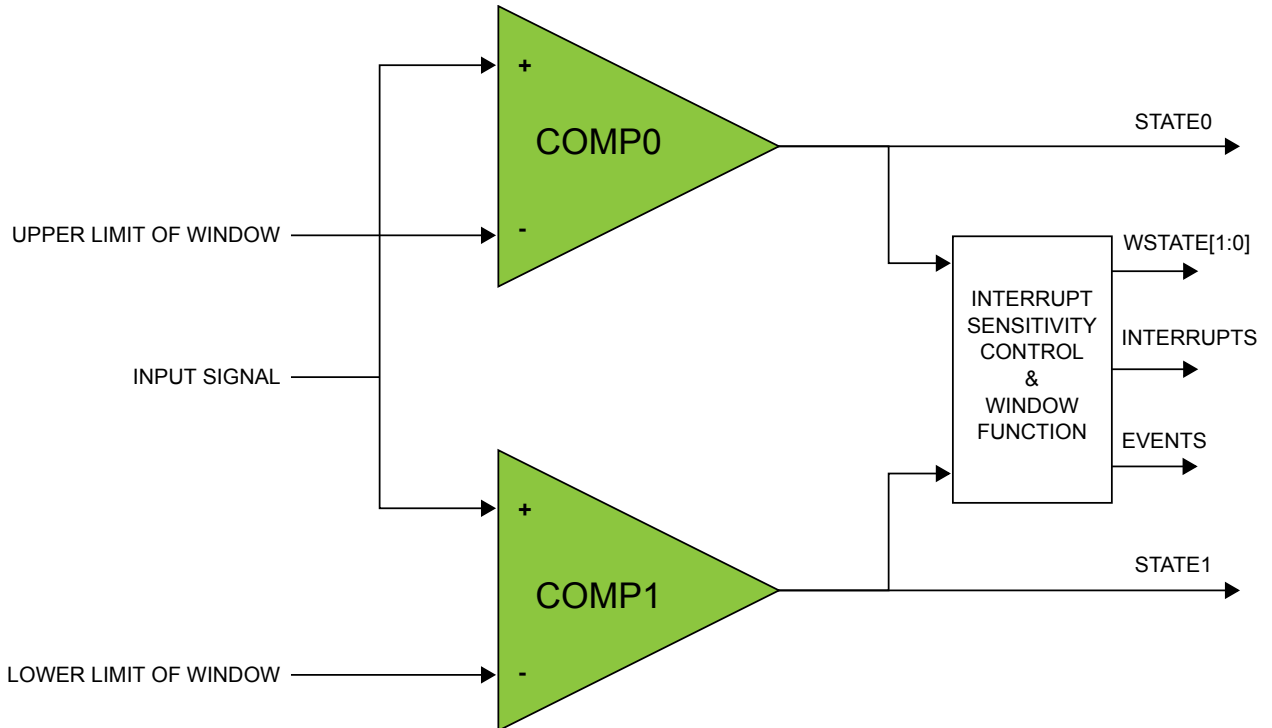 +
COMP0
-
STATE0
UPPER LIMIT OF WINDOW
WSTATE[1:0]
INTERRUPT
SENSITIVITY
CONTROL
&
WINDOW
FUNCTION
INTERRUPTS
EVENTS
INPUT SIGNAL
+
COMP1
-
STATE1
LOWER LIMIT OF WINDOW